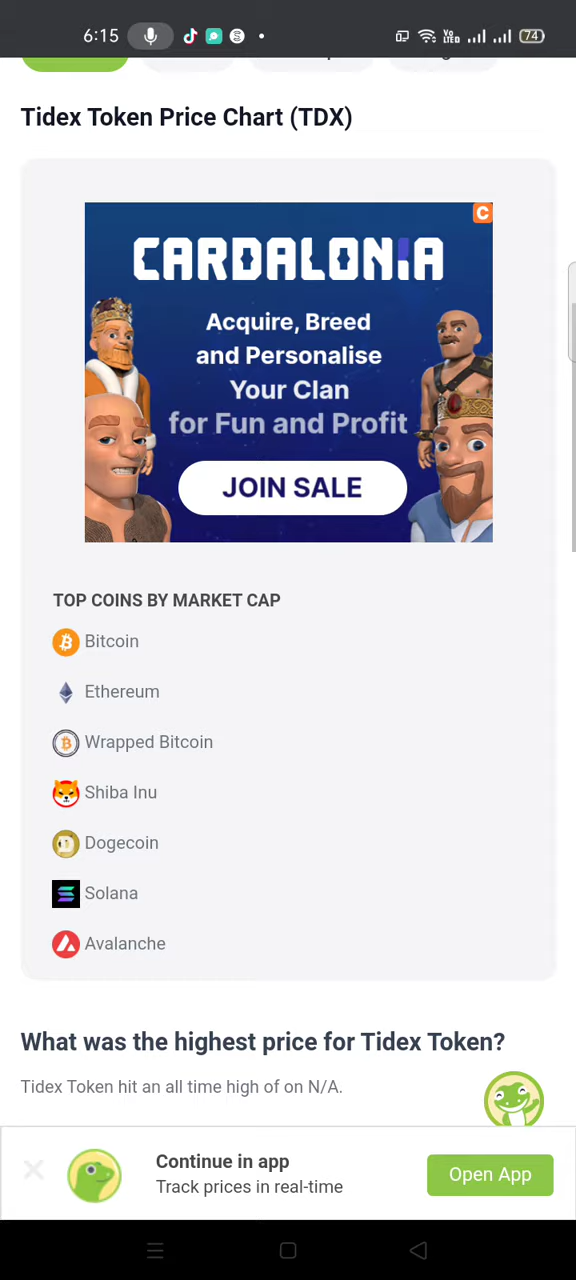 6:15
Vo
LTED
74
Tidex Token Price Chart (TDX)
C
CARDALONIA
Acquire, Breed
and Personalise
Your Clan
for Fun and Profit
JOIN SALE
TOP COINS BY MARKET CAP
Bitcoin
Ethereum
Wrapped Bitcoin
Shiba Inu
Dogecoin
Solana
Avalanche
What was the highest price for Tidex Token?
Tidex Token hit an all time high of on N/A.
Continue in app
Track prices in real-time
Open App